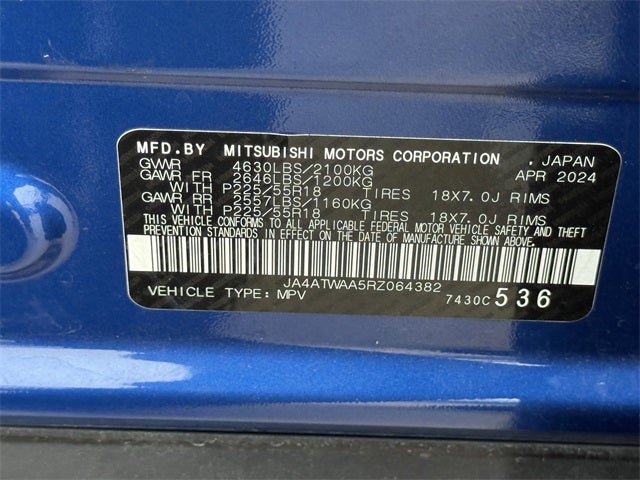 MFD.BY MITSUBISHI MOTORS CORPORATION , JAPAN
GVWR 4630LBS/2100KG APR 2024
GAWR FR 2646LBS/1200KG
WITH P225/55R18 TIRES 18X7.0J RIMS
GAWR RR 2557LBS/1160KG
WITH P225/55R18 TIRES 18X7.0J RIMS
THIS VEHICLE CONFORMS TO ALL APPLICABLE FEDERAL MOTOR VEHICLE SAFETY AND THEFT
PREVENTION STANDARDS IN EFFECT ON THE DATE OF MANUFACTURE SHOWN ABOVE.
JA4ATWAA5RZ064382
VEHICLE TYPE: MPV 7430C 536